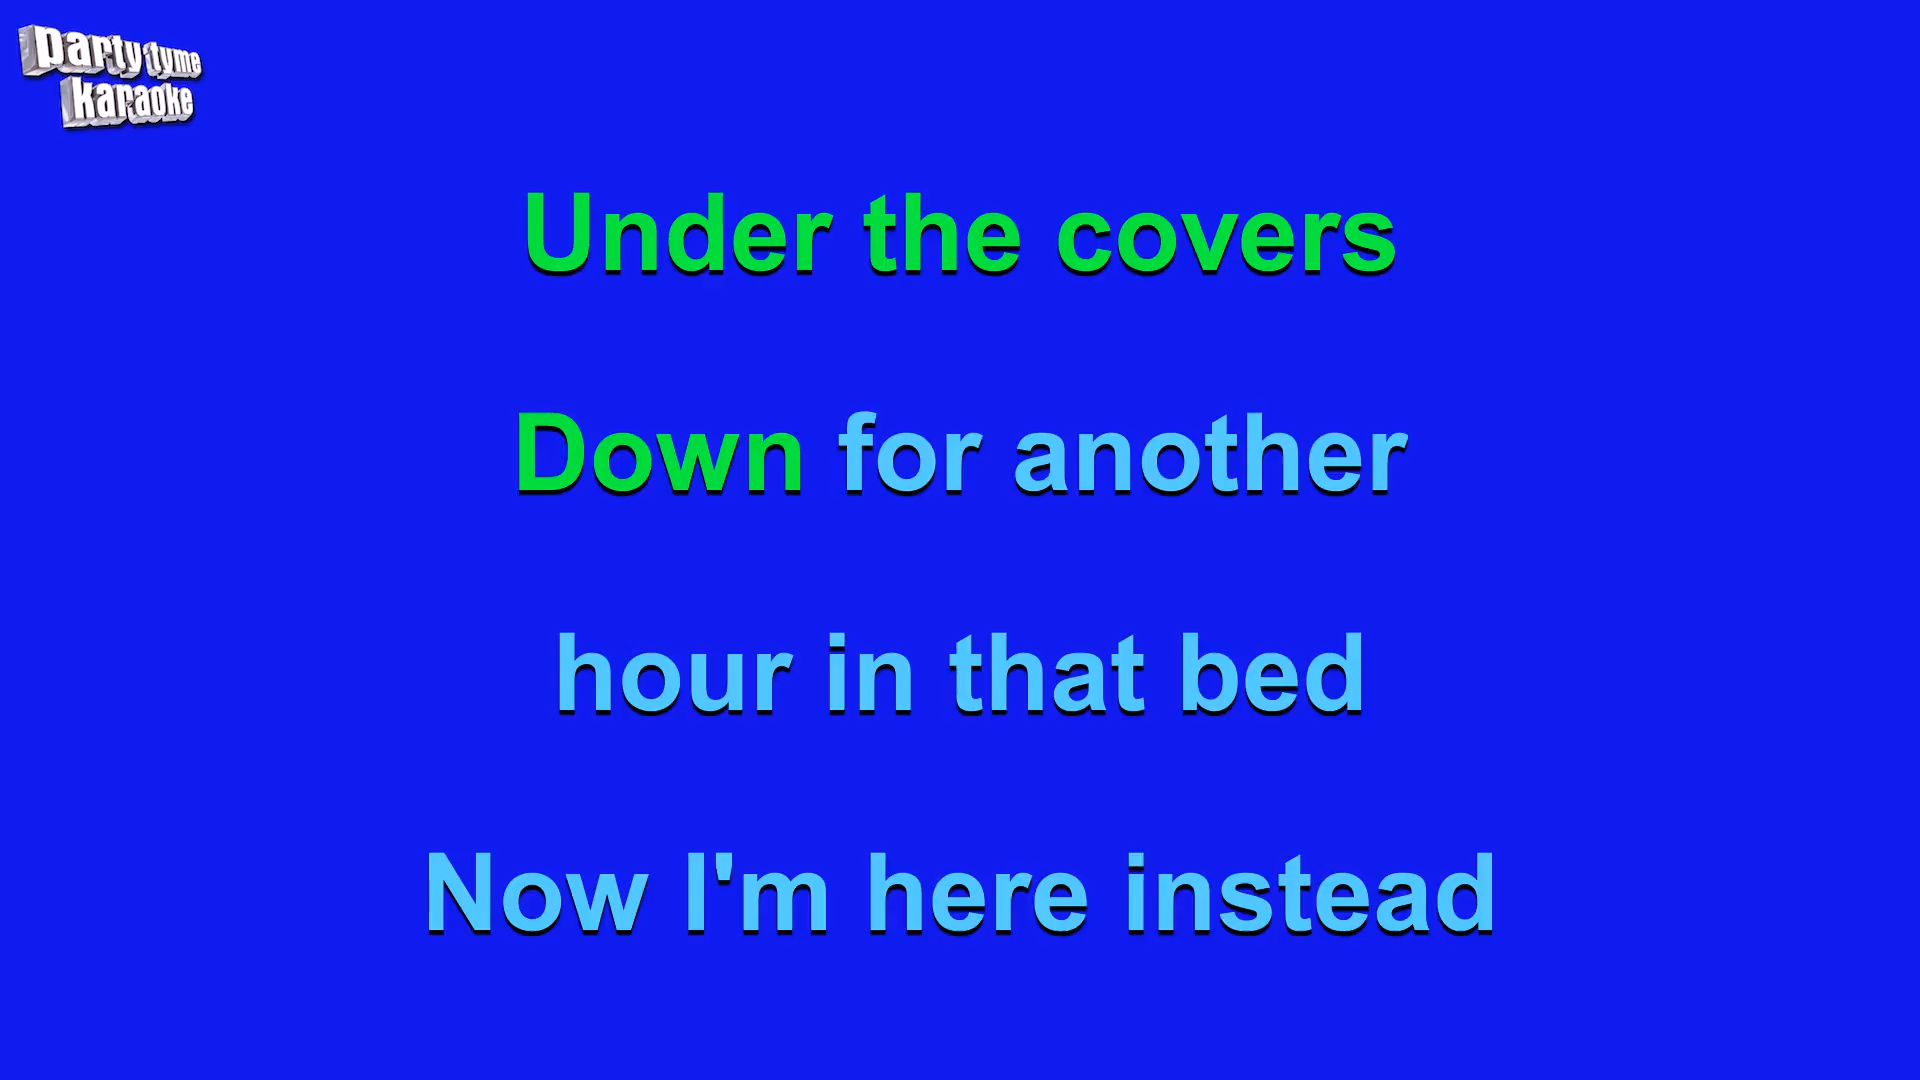 party tyme
karaoke
Under the covers
Down for another
hour in that bed
Now I'm here instead